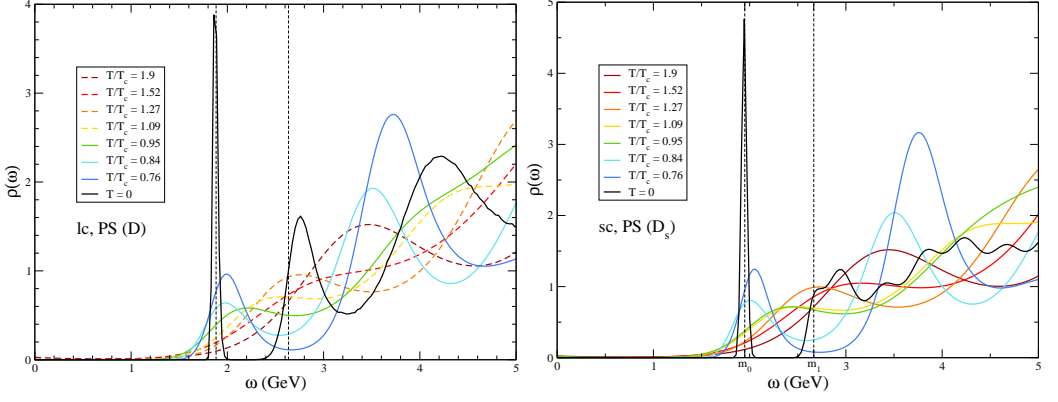 4
3
2
1
0
ρ(ω)
T/T_c = 1.9
T/T_c = 1.52
T/T_c = 1.27
T/T_c = 1.09
T/T_c = 0.95
T/T_c = 0.84
T/T_c = 0.76
T = 0
lc, PS (D)
0 1 2 3 4 5
ω (GeV)
5
4
3
2
1
0
ρ(ω)
T/T_c = 1.9
T/T_c = 1.52
T/T_c = 1.27
T/T_c = 1.09
T/T_c = 0.95
T/T_c = 0.84
T/T_c = 0.76
T = 0
sc, PS (D_s)
0 1 m_0 m_1 3 4 5
ω (GeV)